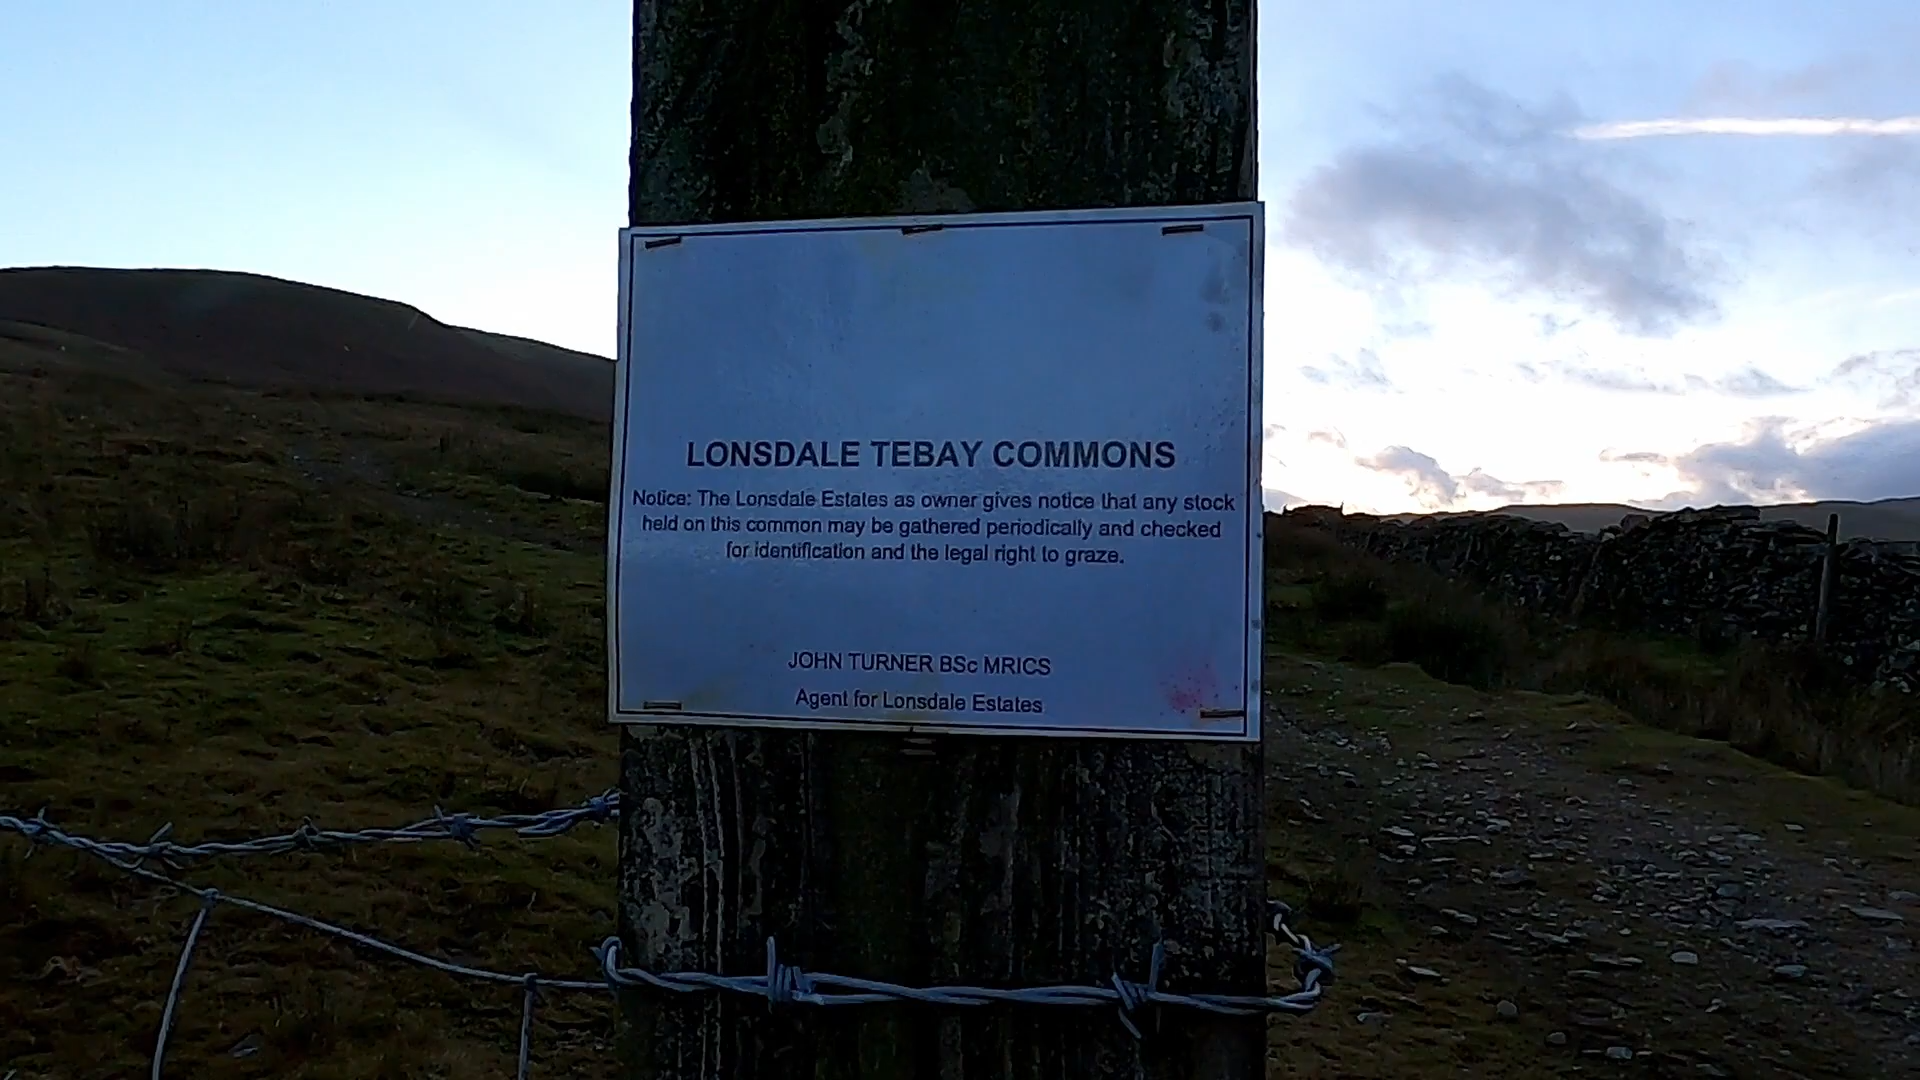 LONSDALE TEBAY COMMONS
Notice: The Lonsdale Estates as owner gives notice that any stock
held on this common may be gathered periodically and checked
for identification and the legal right to graze.
JOHN TURNER BSc MRICS
Agent for Lonsdale Estates